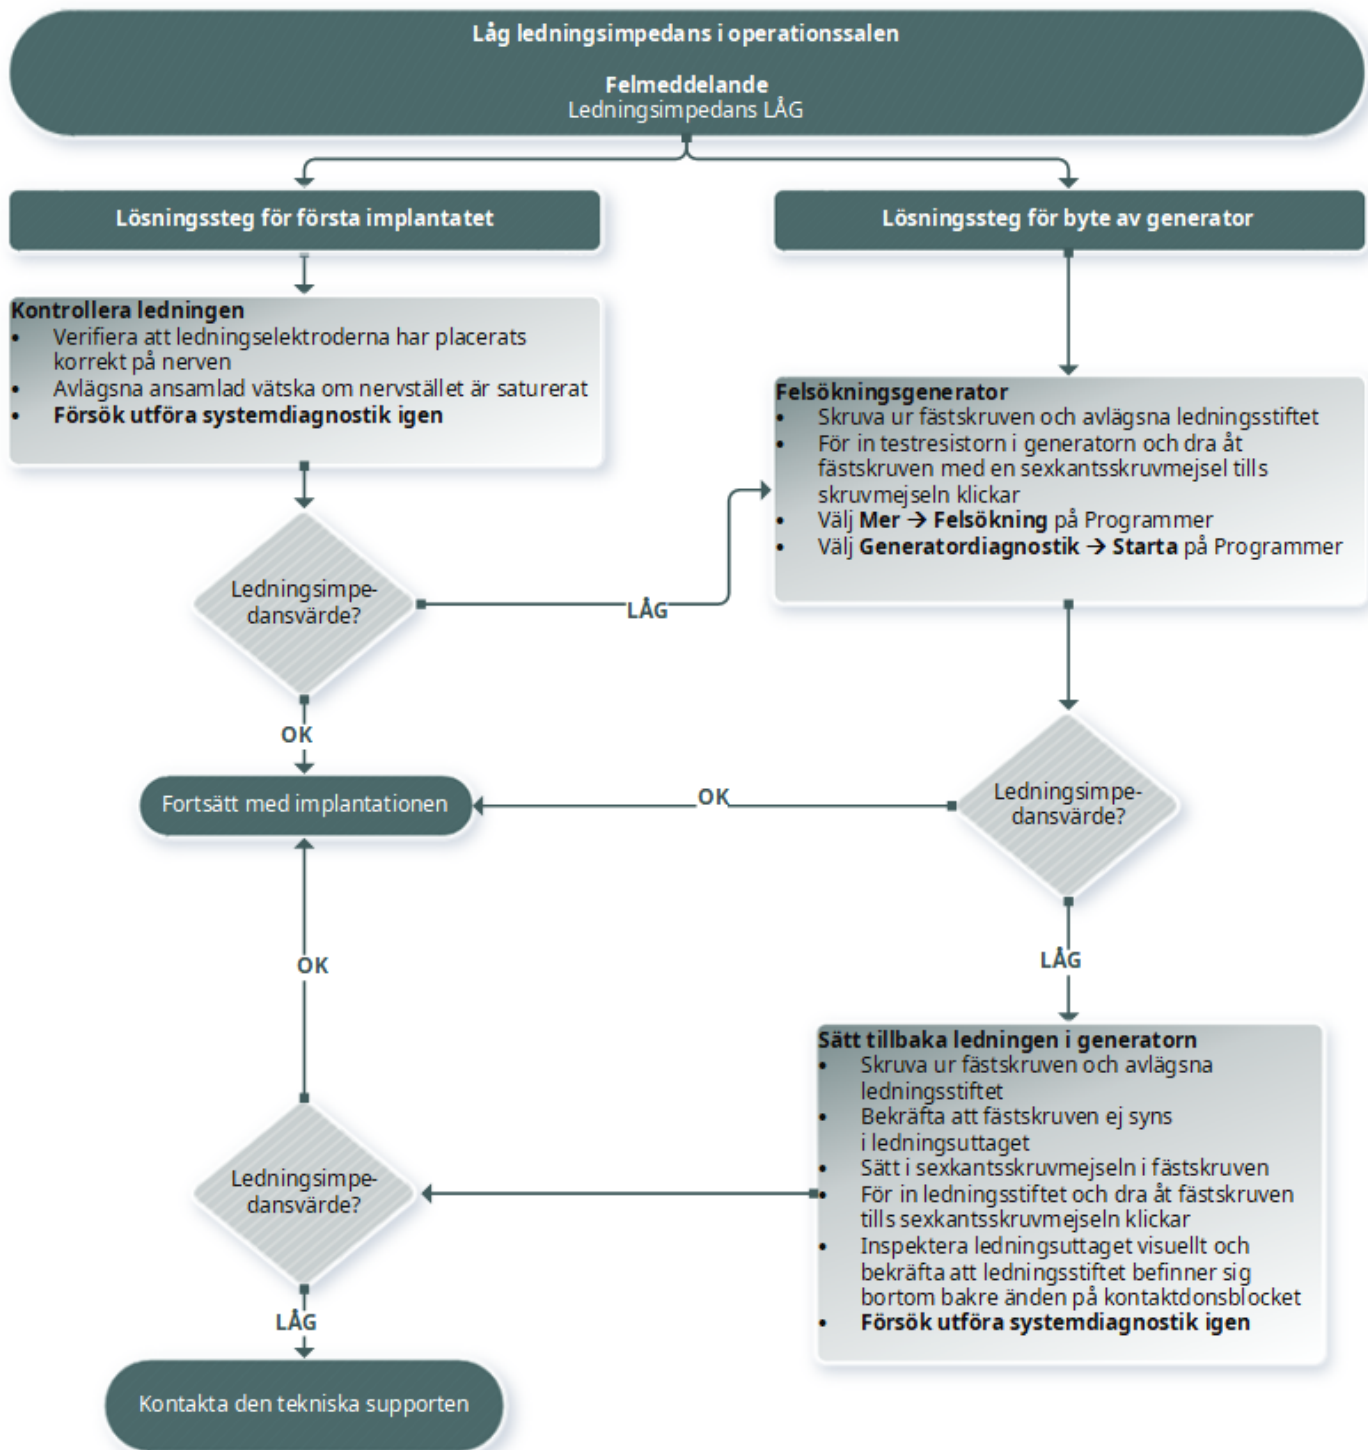 Låg ledningsimpedans i operationssalen
Felmeddelande
Ledningsimpedans LÅG
Lösningssteg för första implantatet
Lösningssteg för byte av generator
Kontrollera ledningen
• Verifiera att ledningselektroderna har placerats
korrekt på nerven
• Avlägsna ansamlad vätska om nervstället är saturerat
• Försök utföra systemdiagnostik igen
Felsökningsgenerator
• Skruva ur fästskruven och avlägsna ledningsstiftet
• För in testresistorn i generatorn och dra åt
fästskruven med en sexkantsskruvmejsel tills
skruvmejseln klickar
• Välj Mer → Felsökning på Programmer
• Välj Generatordiagnostik → Starta på Programmer
Ledningsimpe-
dansvärde?
LÅG
OK
Fortsätt med implantationen
OK
Ledningsimpe-
dansvärde?
LÅG
OK
Sätt tillbaka ledningen i generatorn
• Skruva ur fästskruven och avlägsna
ledningsstiftet
• Bekräfta att fästskruven ej syns
i ledningsuttaget
• Sätt i sexkantsskruvmejseln i fästskruven
• För in ledningsstiftet och dra åt fästskruven
tills sexkantsskruvmejseln klickar
• Inspektera ledningsuttaget visuellt och
bekräfta att ledningsstiftet befinner sig
bortom bakre änden på kontaktdonsblocket
• Försök utföra systemdiagnostik igen
Ledningsimpe-
dansvärde?
LÅG
Kontakta den tekniska supporten